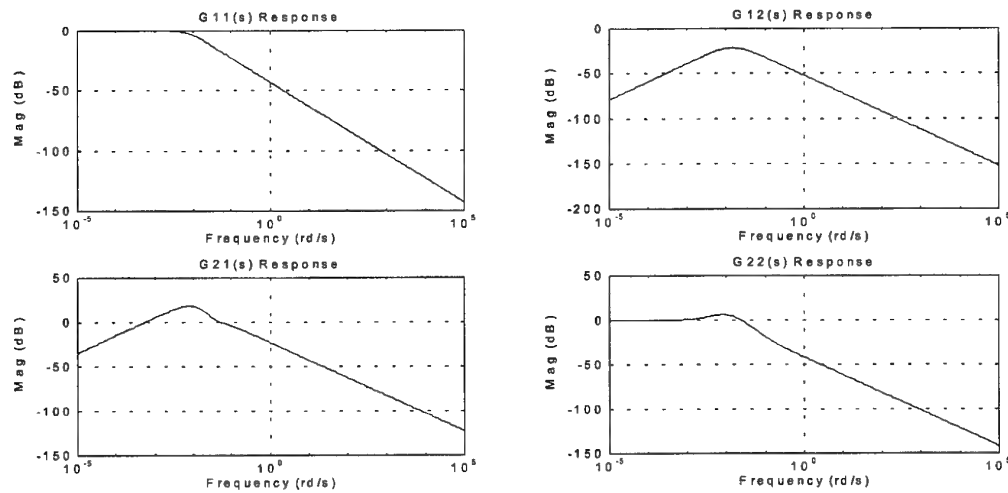 G11(s) Response
Mag (dB)
0
-50
-100
-150
10^-5
10^0
10^5
Frequency (rd/s)
G12(s) Response
Mag (dB)
0
-50
-100
-150
-200
10^-5
10^0
10^5
Frequency (rd/s)
G21(s) Response
Mag (dB)
50
0
-50
-100
-150
10^-5
10^0
10^5
Frequency (rd/s)
G22(s) Response
Mag (dB)
50
0
-50
-100
-150
10^-5
10^0
10^5
Frequency (rd/s)